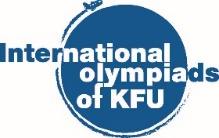 International
olympiads
of KFU